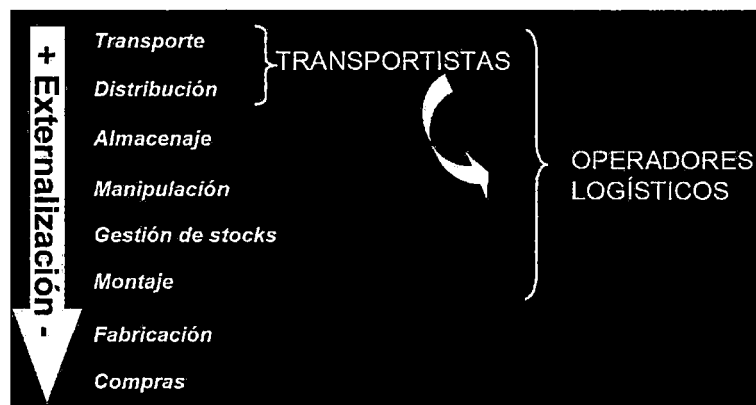 + Externalización -
Transporte
Distribución
TRANSPORTISTAS
Almacenaje
Manipulación
Gestión de stocks
Montaje
Fabricación
Compras
OPERADORES
LOGÍSTICOS